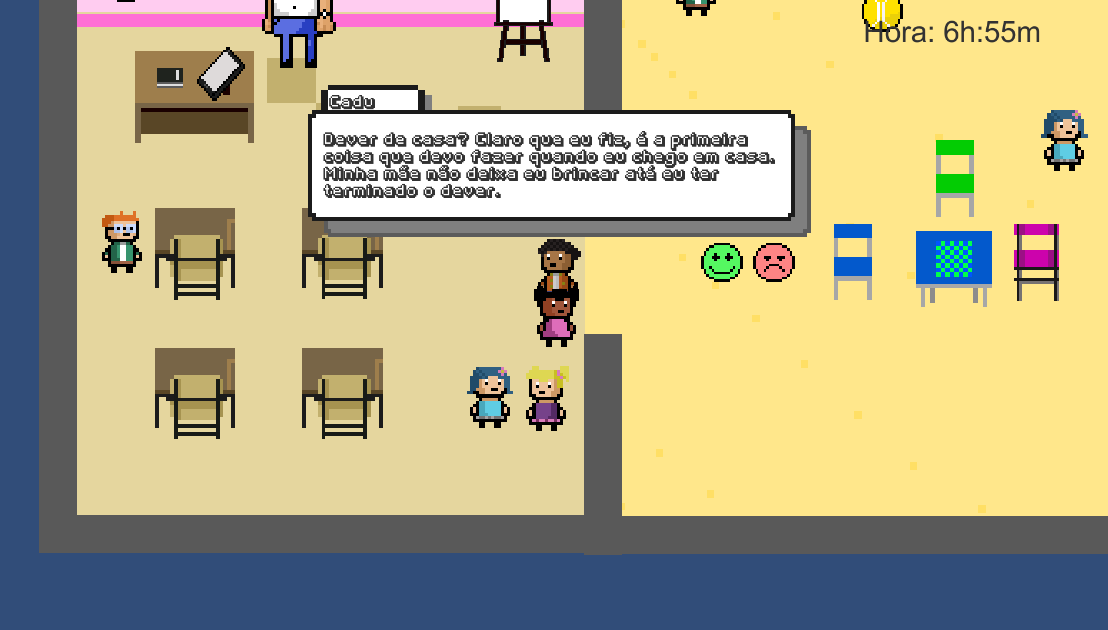 Hora: 6h:55m
Cadu
Dever de casa? Claro que eu fiz, é a primeira
coisa que devo fazer quando eu chego em casa.
Minha mãe não deixa eu brincar até eu ter
terminado o dever.